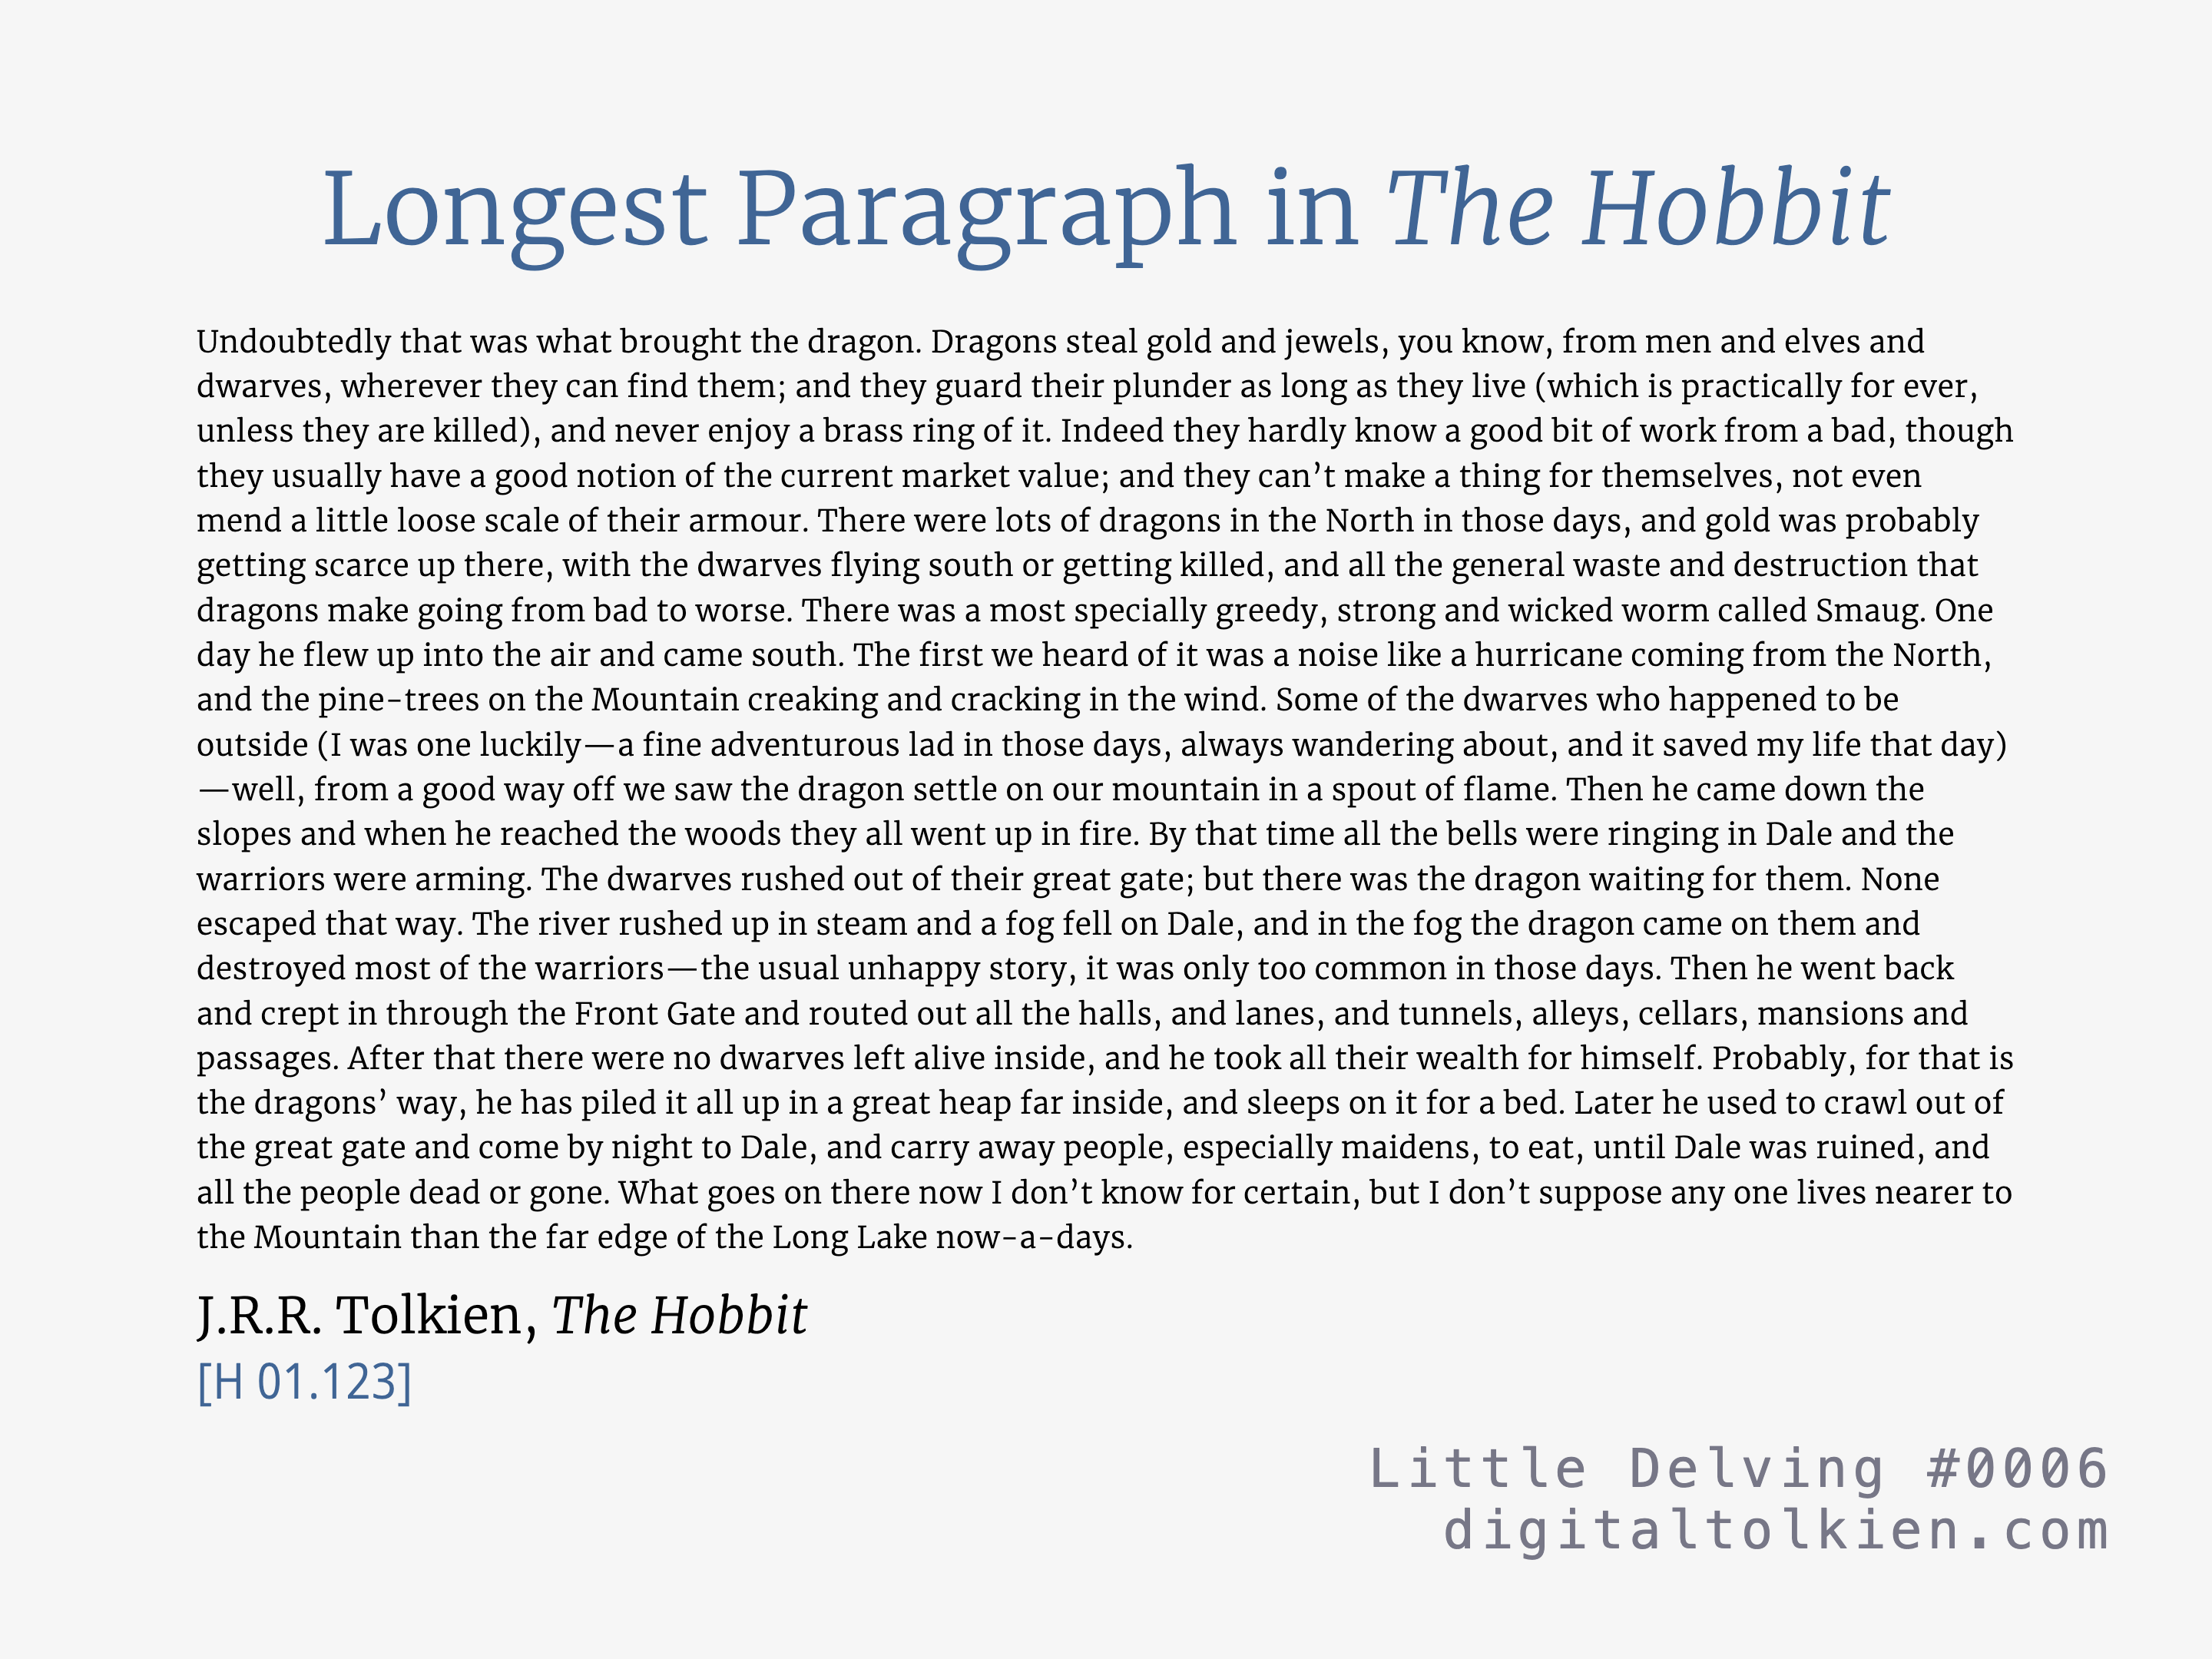 Longest Paragraph in The Hobbit
Undoubtedly that was what brought the dragon. Dragons steal gold and jewels, you know, from men and elves and
dwarves, wherever they can find them; and they guard their plunder as long as they live (which is practically for ever,
unless they are killed), and never enjoy a brass ring of it. Indeed they hardly know a good bit of work from a bad, though
they usually have a good notion of the current market value; and they can’t make a thing for themselves, not even
mend a little loose scale of their armour. There were lots of dragons in the North in those days, and gold was probably
getting scarce up there, with the dwarves flying south or getting killed, and all the general waste and destruction that
dragons make going from bad to worse. There was a most specially greedy, strong and wicked worm called Smaug. One
day he flew up into the air and came south. The first we heard of it was a noise like a hurricane coming from the North,
and the pine-trees on the Mountain creaking and cracking in the wind. Some of the dwarves who happened to be
outside (I was one luckily—a fine adventurous lad in those days, always wandering about, and it saved my life that day)
—well, from a good way off we saw the dragon settle on our mountain in a spout of flame. Then he came down the
slopes and when he reached the woods they all went up in fire. By that time all the bells were ringing in Dale and the
warriors were arming. The dwarves rushed out of their great gate; but there was the dragon waiting for them. None
escaped that way. The river rushed up in steam and a fog fell on Dale, and in the fog the dragon came on them and
destroyed most of the warriors—the usual unhappy story, it was only too common in those days. Then he went back
and crept in through the Front Gate and routed out all the halls, and lanes, and tunnels, alleys, cellars, mansions and
passages. After that there were no dwarves left alive inside, and he took all their wealth for himself. Probably, for that is
the dragons’ way, he has piled it all up in a great heap far inside, and sleeps on it for a bed. Later he used to crawl out of
the great gate and come by night to Dale, and carry away people, especially maidens, to eat, until Dale was ruined, and
all the people dead or gone. What goes on there now I don’t know for certain, but I don’t suppose any one lives nearer to
the Mountain than the far edge of the Long Lake now-a-days.
J.R.R. Tolkien, The Hobbit
[H 01.123]
Little Delving #0006
digitaltolkien.com